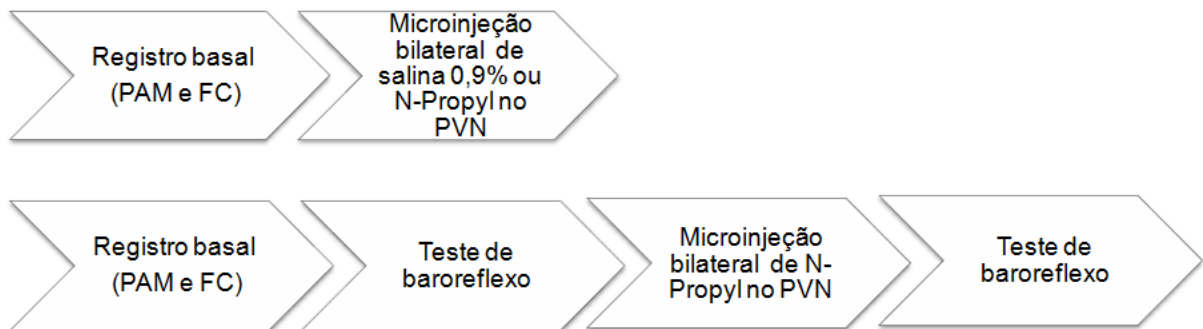 Registro basal
(PAM e FC)
Microinjeção
bilateral de
salina 0,9% ou
N-Propyl no
PVN
Registro basal
(PAM e FC)
Teste de
baroreflexo
Microinjeção
bilateral de N-
Propyl no PVN
Teste de
baroreflexo